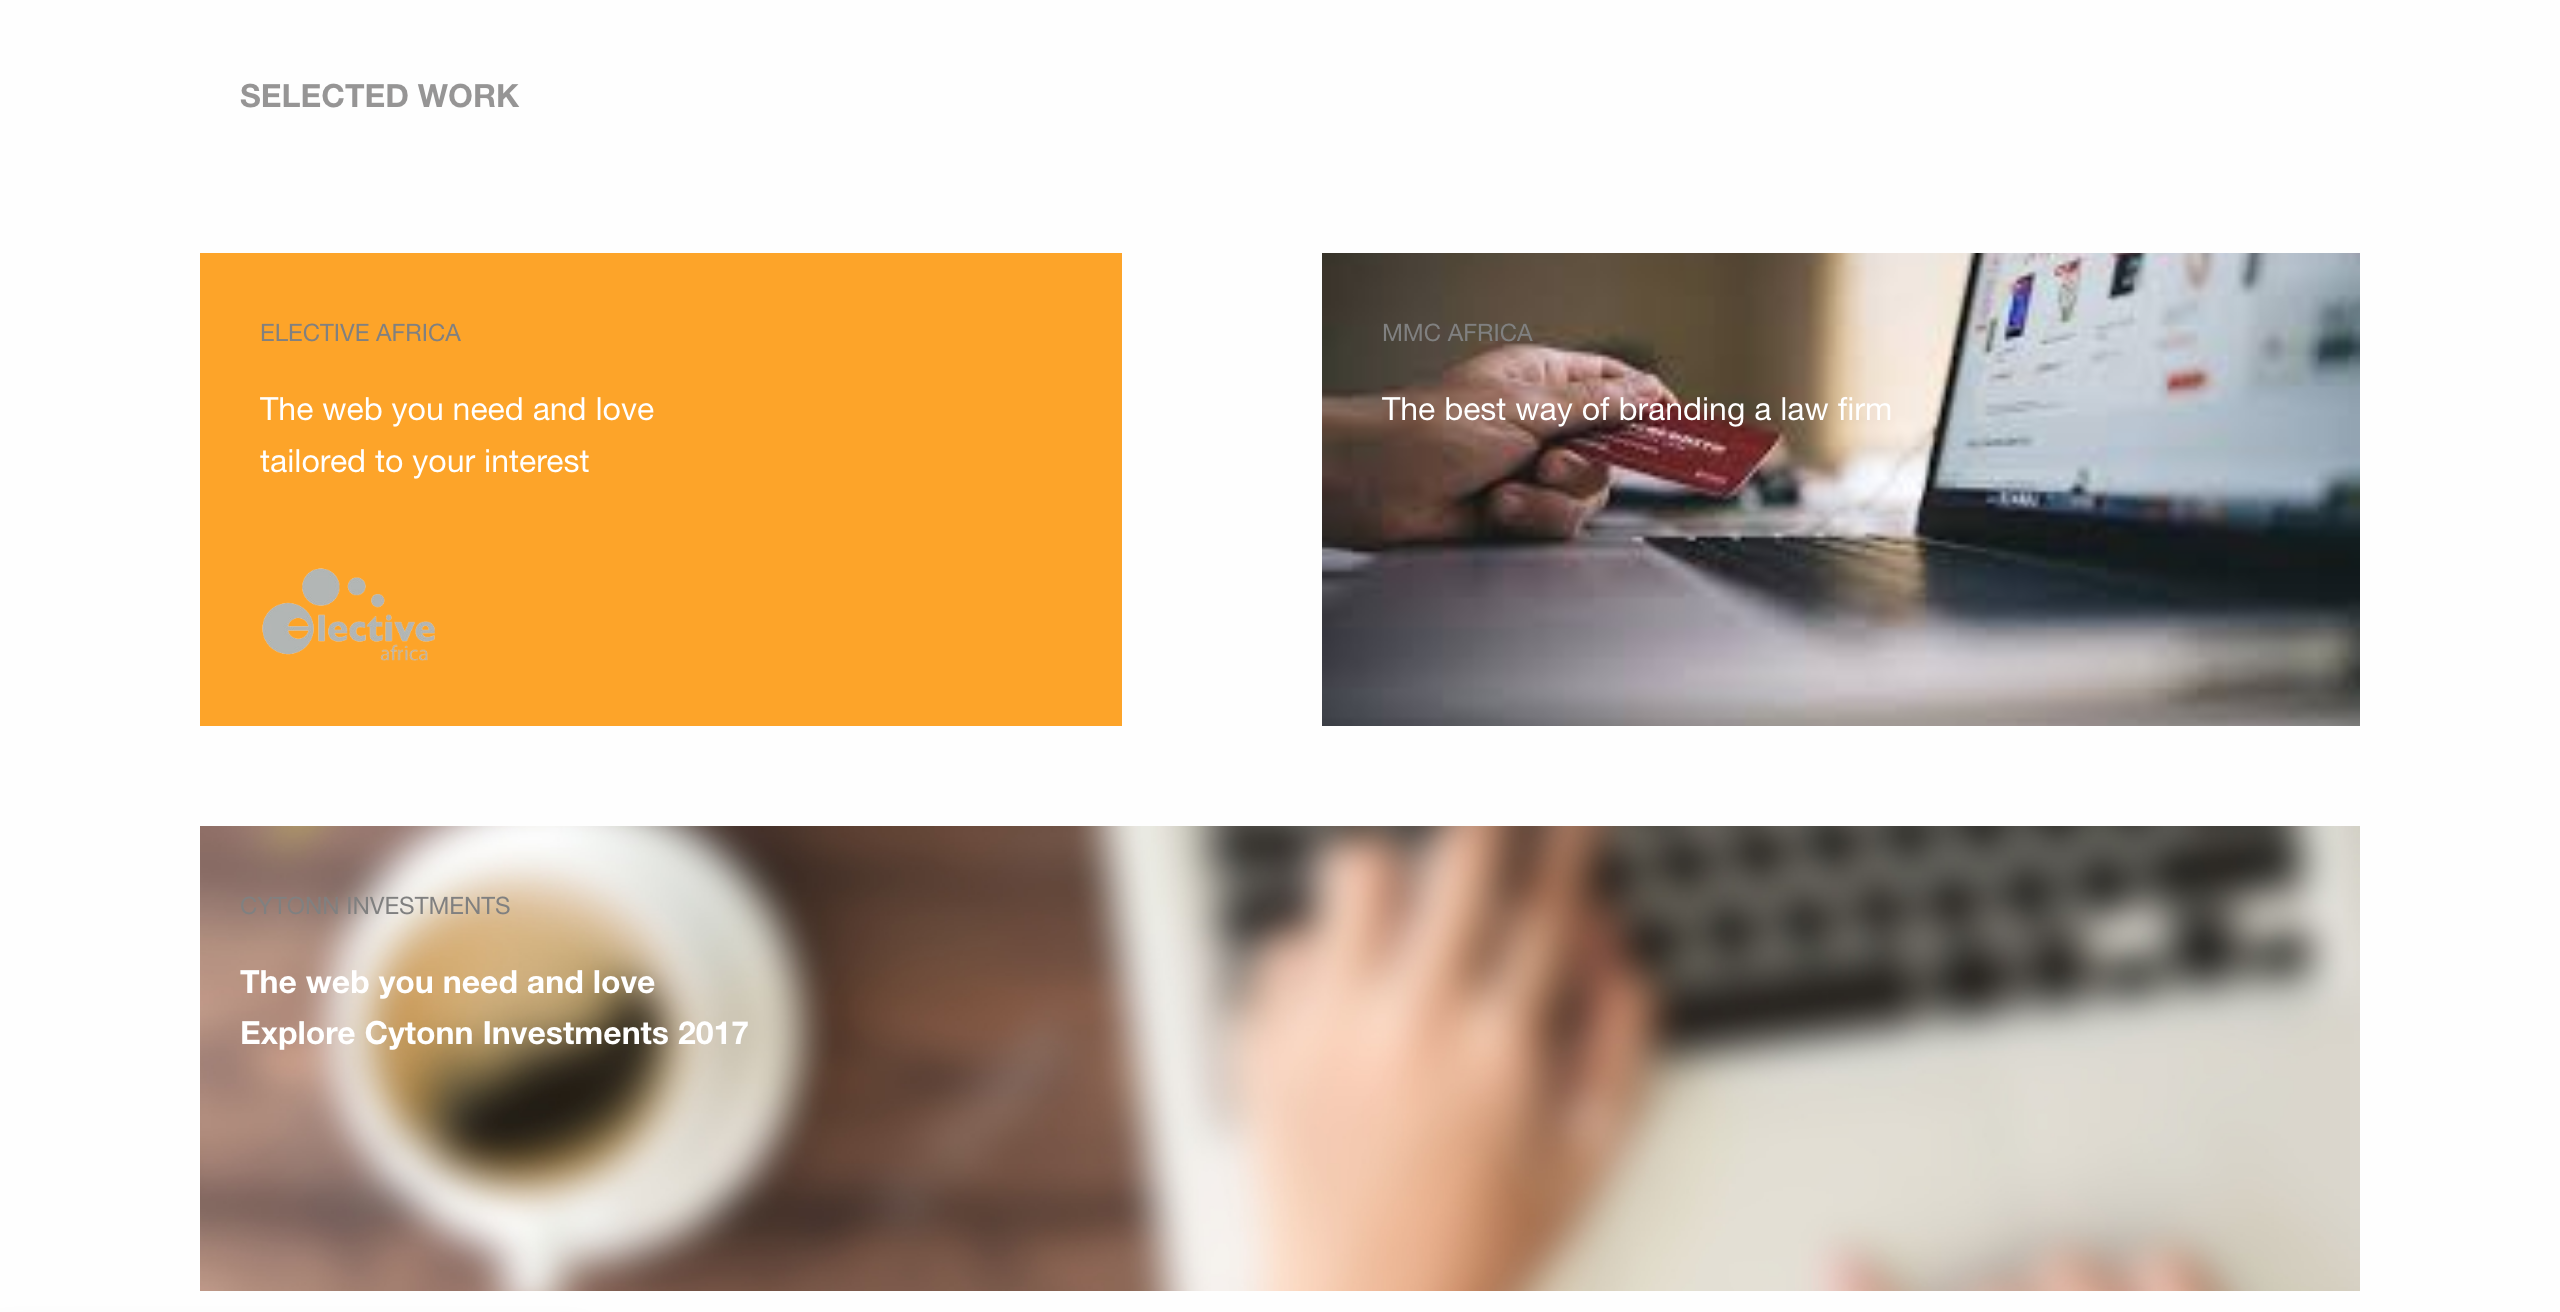 SELECTED WORK
ELECTIVE AFRICA
The web you need and love
tailored to your interest
elective
africa
MMC AFRICA
The best way of branding a law firm
CYTONN INVESTMENTS
The web you need and love
Explore Cytonn Investments 2017